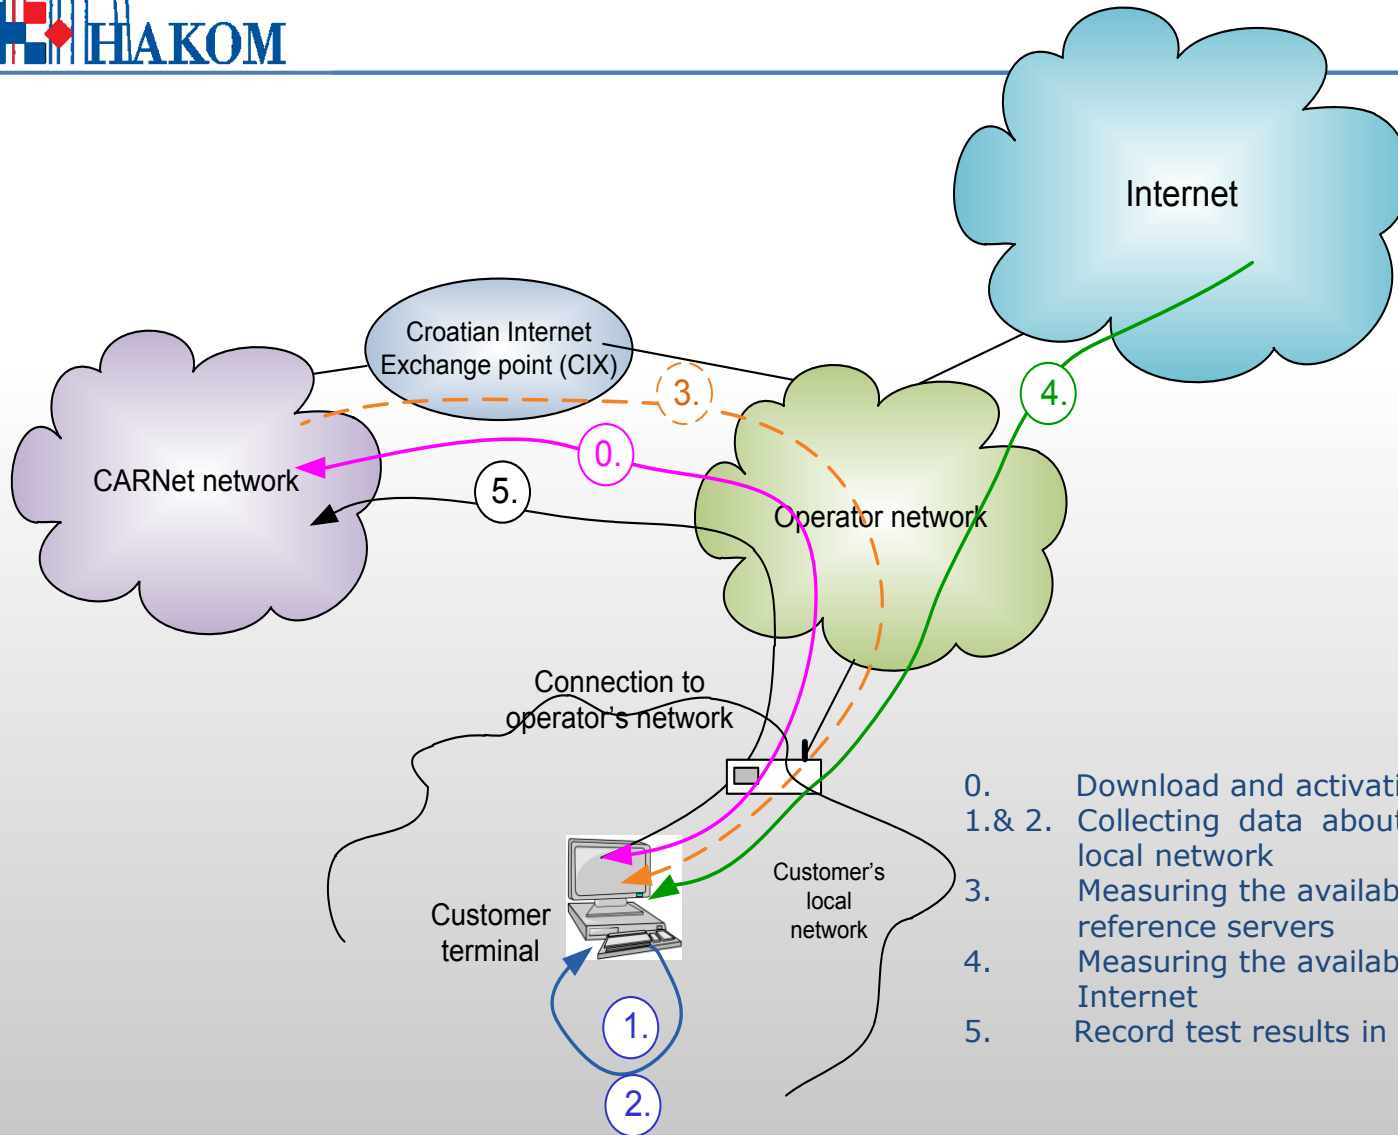 HAKOM
Internet
Croatian Internet
Exchange point (CIX)
3.
4.
0.
CARNet network
5.
Operator network
Connection to
operator's network
Customer
terminal
Customer's
local
network
1.
2.
0. Download and activati
1.& 2. Collecting data about
local network
3. Measuring the availab
reference servers
4. Measuring the availab
Internet
5. Record test results in